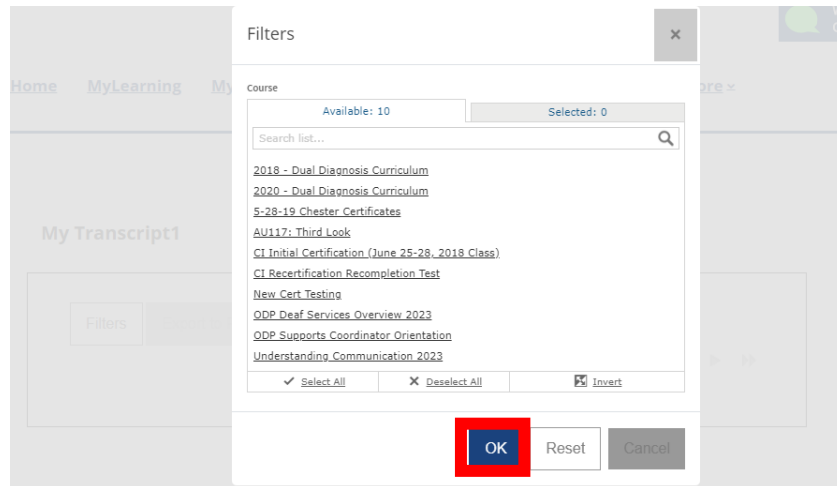 Filters
×
Home MyLearning
Course
Available: 10 Selected: 0
Search list...
2018 - Dual Diagnosis Curriculum
2020 - Dual Diagnosis Curriculum
5-28-19 Chester Certificates
AU117: Third Look
CI Initial Certification (June 25-28, 2018 Class)
CI Recertification Recompletion Test
New Cert Testing
ODP Deaf Services Overview 2023
ODP Supports Coordinator Orientation
Understanding Communication 2023
My Transcript1
Filters
Select All Deselect All Invert
OK Reset Cancel